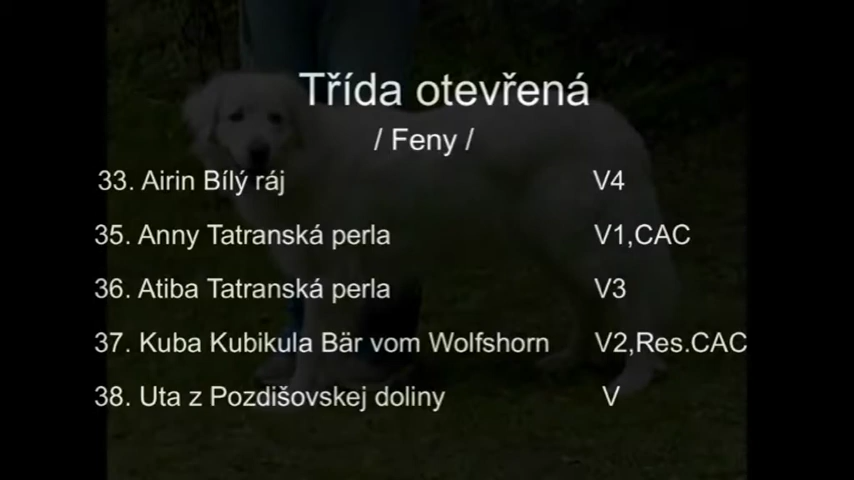 Třída otevřená
/ Feny /
33. Airin Bílý ráj V4
35. Anny Tatranská perla V1,CAC
36. Atiba Tatranská perla V3
37. Kuba Kubikula Bär vom Wolfshorn V2,Res.CAC
38. Uta z Pozdišovskej doliny V